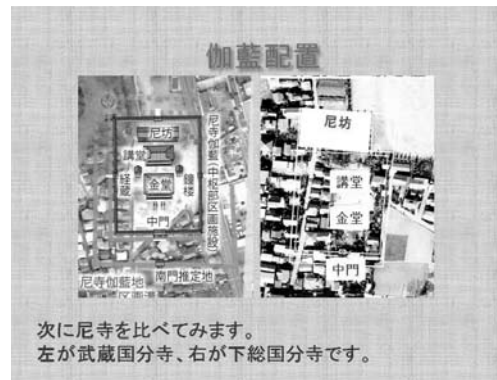 伽藍配置
尼坊
講堂
経蔵
金堂
鐘楼
中門
尼寺伽藍(中枢部区画施設)
南門推定地
尼寺伽藍地
尼坊
講堂
金堂
中門
次に尼寺を比べてみます。
左が武蔵国分寺、右が下総国分寺です。